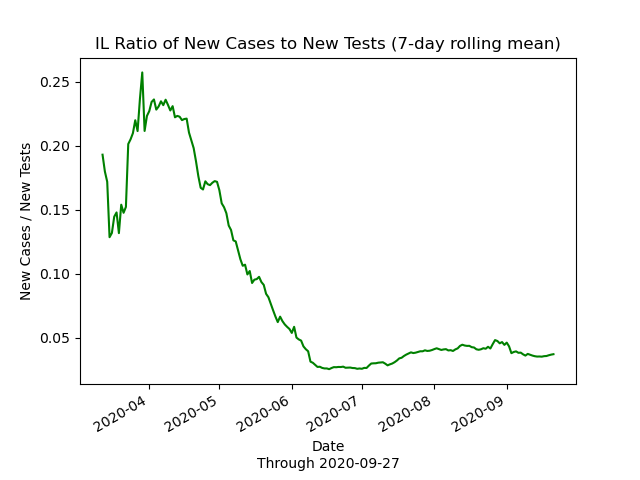 IL Ratio of New Cases to New Tests (7-day rolling mean)
New Cases / New Tests
0.25
0.20
0.15
0.10
0.05
2020-04
2020-05
2020-06
2020-07
2020-08
2020-09
Date
Through 2020-09-27